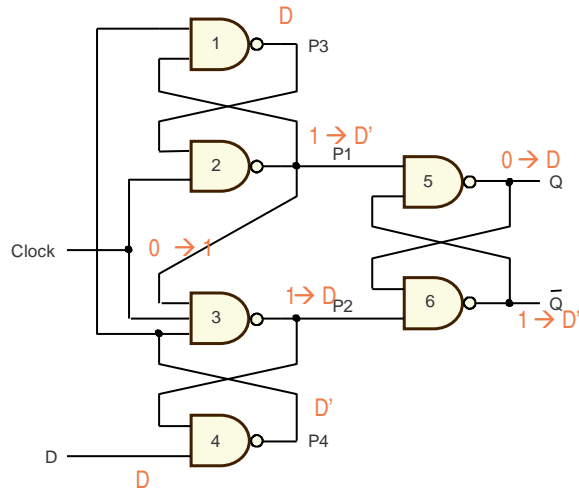 D
1
P3
1 → D'
P1
2
0 → D
5
Q
Clock
0 → 1
1→ D
P2
3
6
Q̅
1 → D'
D'
4
P4
D
D